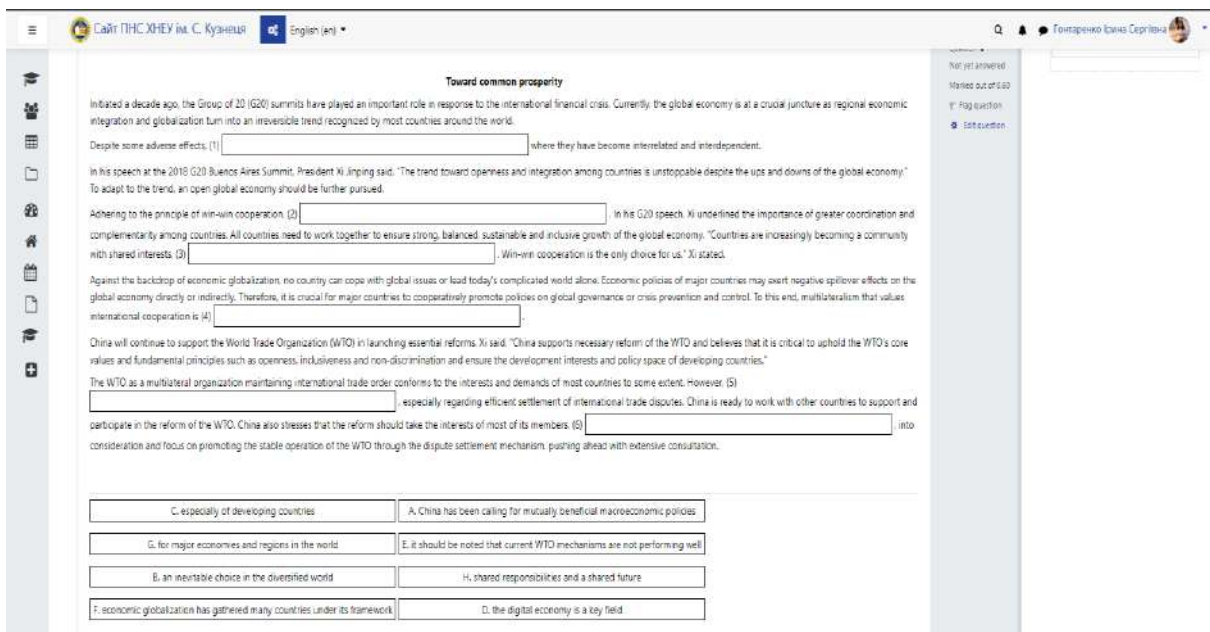 Сайт ПНС ХНЕУ ім. С. Кузнеця English (en) Гонтаренко Ірина Сергіївна
Not yet answered
Marked out of 0.60
Flag question
Edit question
Toward common prosperity
Initiated a decade ago, the Group of 20 (G20) summits have played an important role in response to the international financial crisis. Currently, the global economy is at a crucial juncture as regional economic
integration and globalization turn into an irreversible trend recognized by most countries around the world.
Despite some adverse effects, (1) where they have become interrelated and interdependent.
In his speech at the 2018 G20 Buenos Aires Summit, President Xi Jinping said, "The trend toward openness and integration among countries is unstoppable despite the ups and downs of the global economy."
To adapt to the trend, an open global economy should be further pursued.
Adhering to the principle of win-win cooperation, (2) . In his G20 speech, Xi underlined the importance of greater coordination and
complementarity among countries. All countries need to work together to ensure strong, balanced, sustainable and inclusive growth of the global economy. "Countries are increasingly becoming a community
with shared interests, (3) . Win-win cooperation is the only choice for us," Xi stated.
Against the backdrop of economic globalization, no country can cope with global issues or lead today's complicated world alone. Economic policies of major countries may exert negative spillover effects on the
global economy directly or indirectly. Therefore, it is crucial for major countries to cooperatively promote policies on global governance or crisis prevention and control. To this end, multilateralism that values
international cooperation is (4) .
China will continue to support the World Trade Organization (WTO) in launching essential reforms. Xi said, "China supports necessary reform of the WTO and believes that it is critical to uphold the WTO's core
values and fundamental principles such as openness, inclusiveness and non-discrimination and ensure the development interests and policy space of developing countries."
The WTO as a multilateral organization maintaining international trade order conforms to the interests and demands of most countries to some extent. However, (5)
, especially regarding efficient settlement of international trade disputes. China is ready to work with other countries to support and
participate in the reform of the WTO. China also stresses that the reform should take the interests of most of its members, (6) , into
consideration and focus on promoting the stable operation of the WTO through the dispute settlement mechanism, pushing ahead with extensive consultation.
C. especially of developing countries A. China has been calling for mutually beneficial macroeconomic policies
G. for major economies and regions in the world E. it should be noted that current WTO mechanisms are not performing well
B. an inevitable choice in the diversified world H. shared responsibilities and a shared future
F. economic globalization has gathered many countries under its framework D. the digital economy is a key field